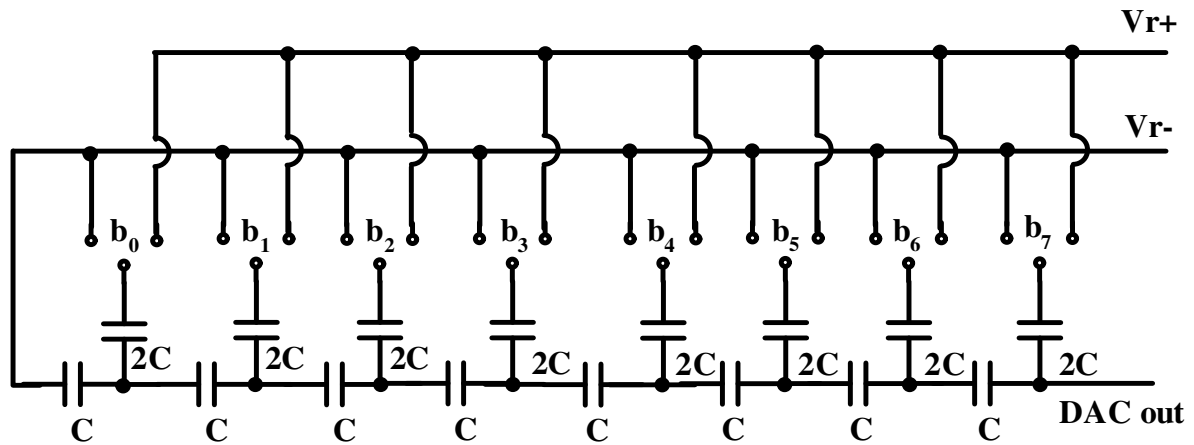 Vr+
Vr-
b0 b1 b2 b3 b4 b5 b6 b7
2C 2C 2C 2C 2C 2C 2C 2C
C C C C C C C C
DAC out